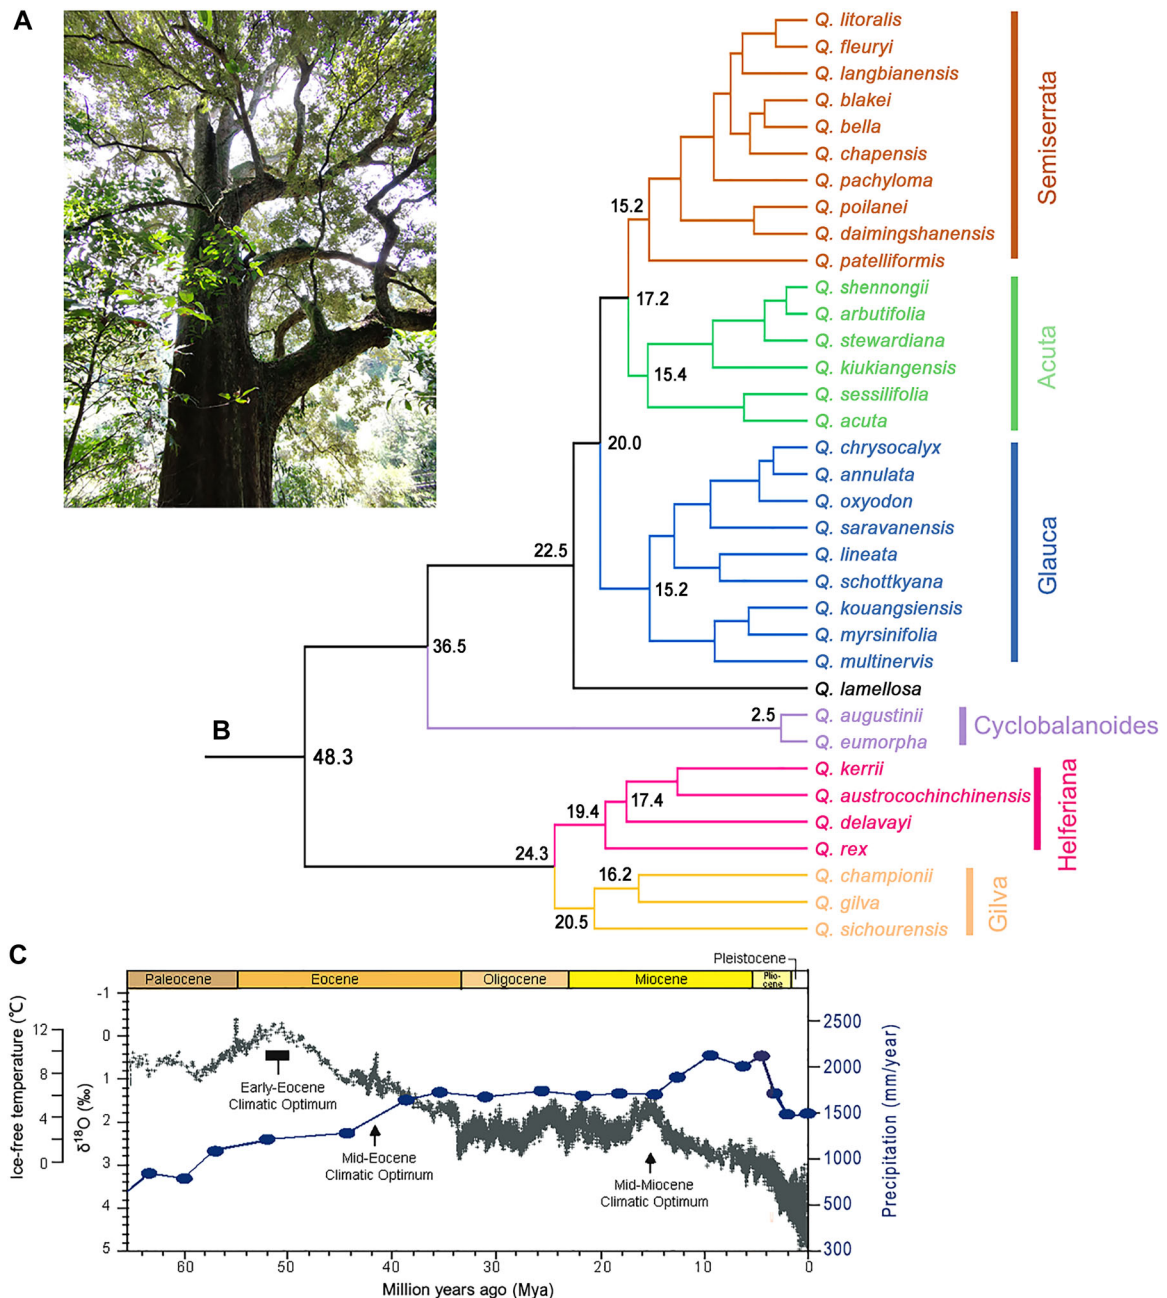 A
Q. litoralis
Q. fleuryi
Q. langbianensis
Q. blakei
Q. bella
Q. chapensis
Q. pachyloma
Q. poilanei
Q. daimingshanensis
Q. patelliformis
Semiserrata
15.2
17.2
Q. shennongii
Q. arbutifolia
Q. stewardiana
Q. kiukiangensis
Q. sessilifolia
Q. acuta
Acuta
15.4
20.0
Q. chrysocalyx
Q. annulata
Q. oxyodon
Q. saravanensis
Q. lineata
Q. schottkyana
Q. kouangsiensis
Q. myrsinifolia
Q. multinervis
Glauca
22.5
15.2
36.5
Q. lamellosa
B
2.5
Q. augustinii
Q. eumorpha
Cyclobalanoides
48.3
Q. kerrii
Q. austrocochinchinensis
Q. delavayi
Q. rex
Helferiana
19.4
17.4
24.3
16.2
20.5
Q. championii
Q. gilva
Q. sichourensis
Gilva
C
Pleistocene
Paleocene
Eocene
Oligocene
Miocene
Plio-
cene
Ice-free temperature (℃)
12
8
4
0
δ18O (‰)
-1
0
1
2
3
4
5
Early-Eocene
Climatic Optimum
Mid-Eocene
Climatic Optimum
Mid-Miocene
Climatic Optimum
2500
2000
1500
1000
500
300
Precipitation (mm/year)
60
50
40
30
20
10
0
Million years ago (Mya)